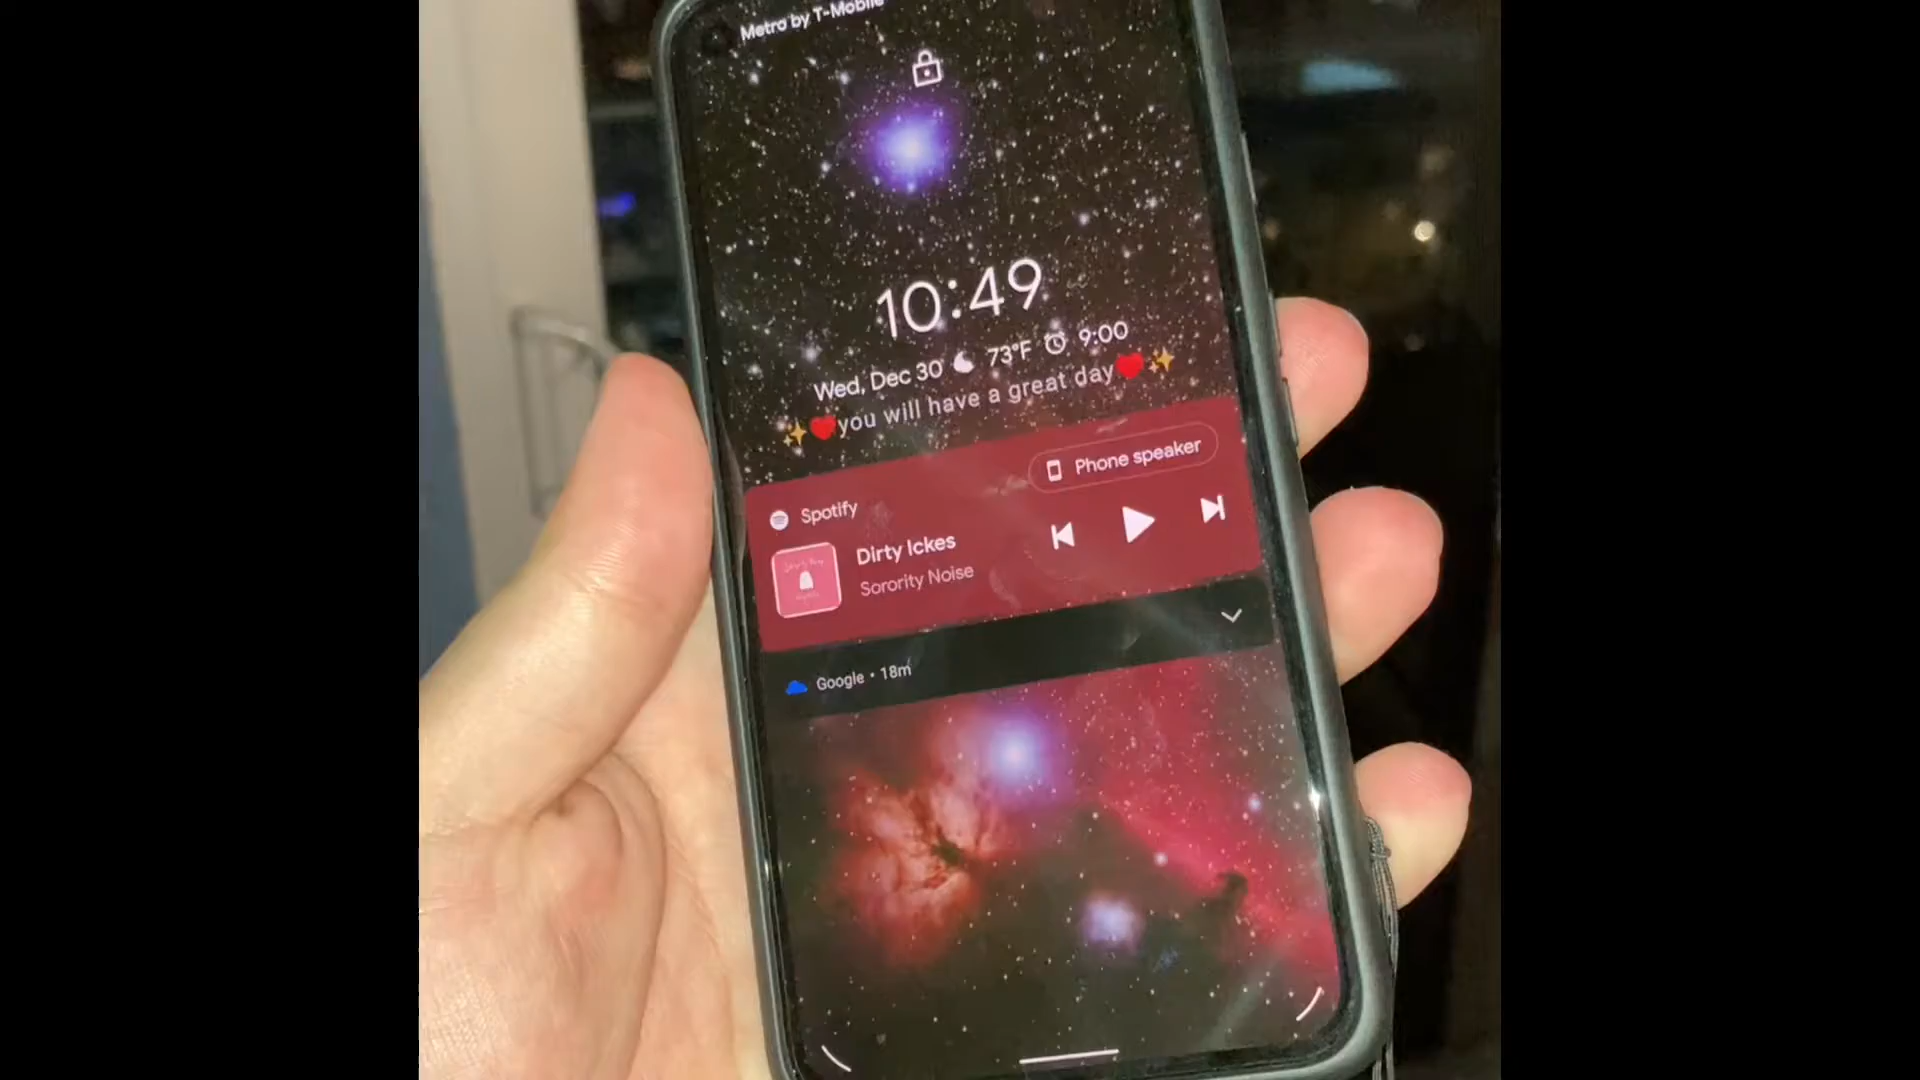 Metro by T-Mobile
10:49
Wed, Dec 30 73°F 9:00
✨❤️you will have a great day❤️✨
Phone speaker
Spotify
Dirty Ickes
Sorority Noise
Google • 18m